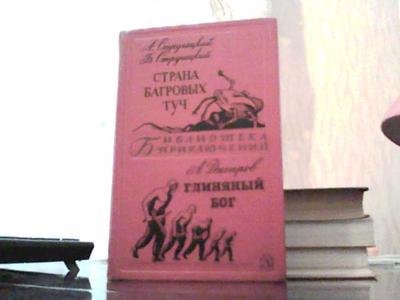 А. Стругацкий
Б. Стругацкий
СТРАНА
БАГРОВЫХ
ТУЧ
БИБЛИОТЕКА
ПРИКЛЮЧЕНИЙ
А. Днепров
ГЛИНЯНЫЙ
БОГ